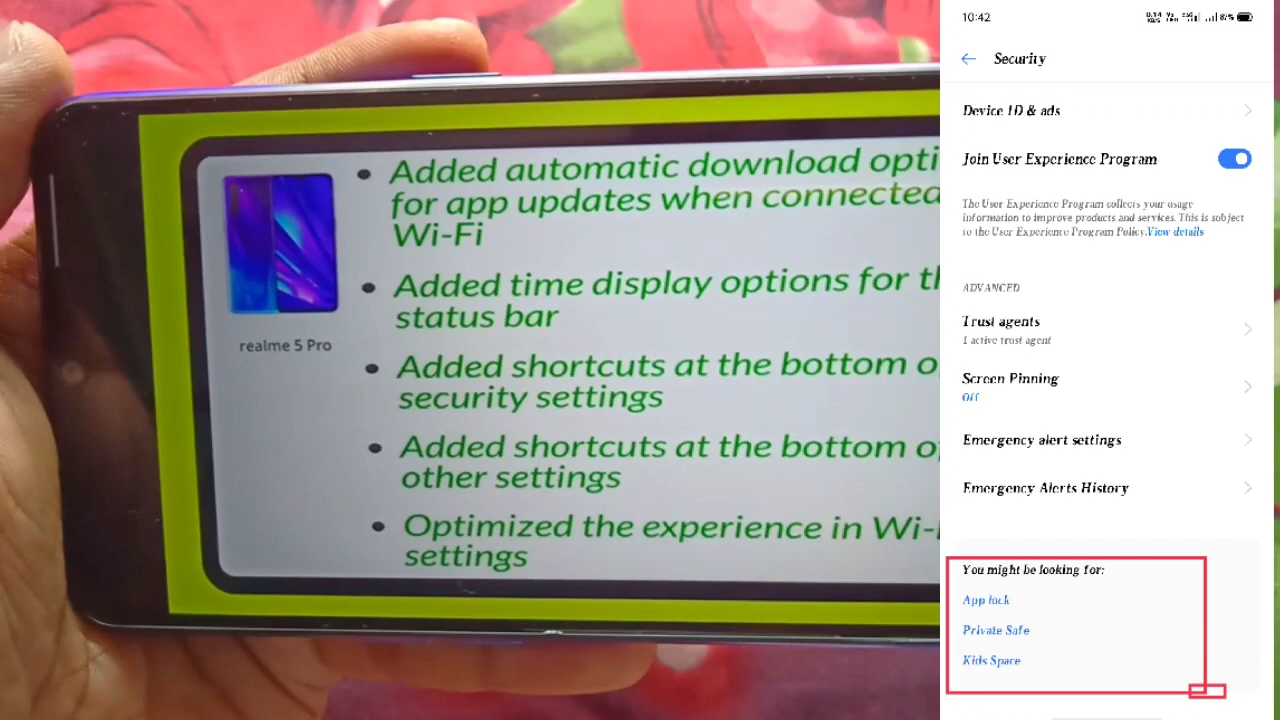 Added automatic download opti
for app updates when connected
Wi-Fi
Added time display options for th
status bar
Added shortcuts at the bottom o
security settings
Added shortcuts at the bottom of
other settings
Optimized the experience in Wi-F
settings
realme 5 Pro
10:42
87%
Security
Device ID & ads
Join User Experience Program
The User Experience Program collects your usage
information to improve products and services. This is subject
to the User Experience Program Policy.View details
ADVANCED
Trust agents
1 active trust agent
Screen Pinning
Off
Emergency alert settings
Emergency Alerts History
You might be looking for:
App lock
Private Safe
Kids Space